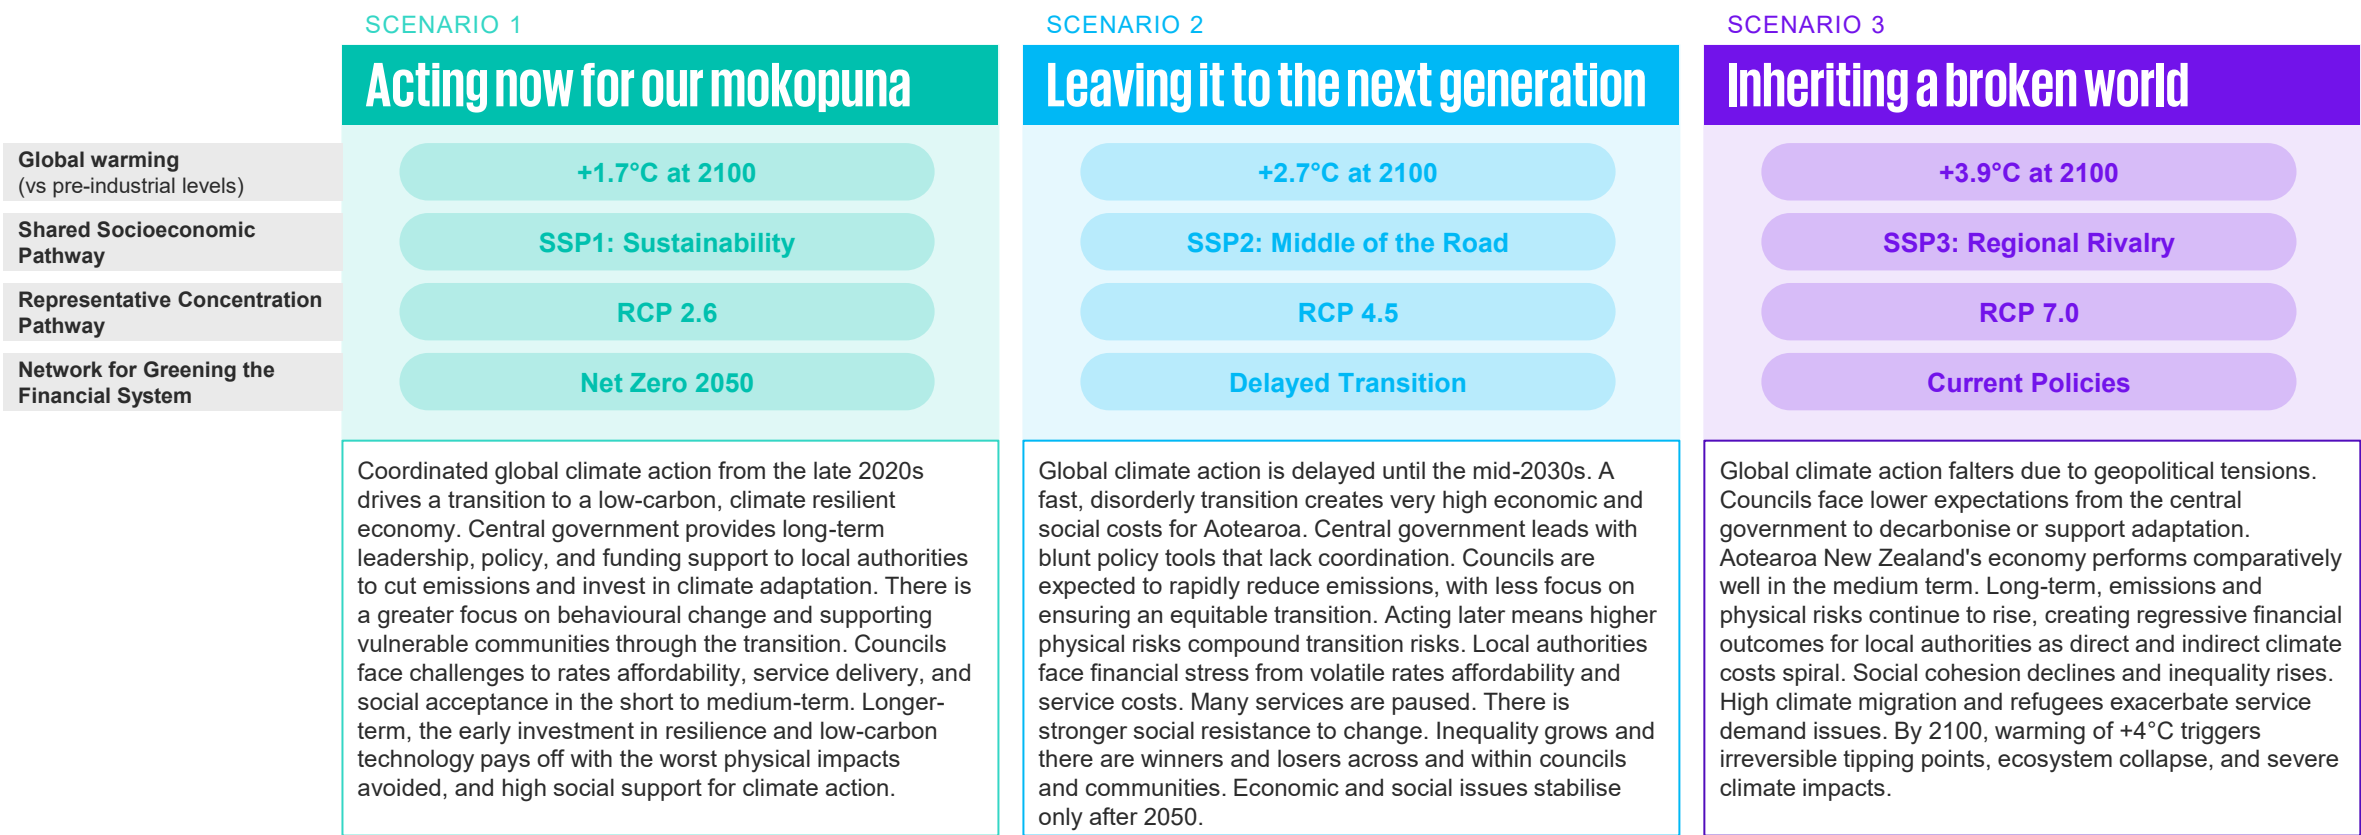 SCENARIO 1
Acting now for our mokopuna
SCENARIO 2
Leaving it to the next generation
SCENARIO 3
Inheriting a broken world
Global warming
(vs pre-industrial levels)
+1.7°C at 2100
+2.7°C at 2100
+3.9°C at 2100
Shared Socioeconomic
Pathway
SSP1: Sustainability
SSP2: Middle of the Road
SSP3: Regional Rivalry
Representative Concentration
Pathway
RCP 2.6
RCP 4.5
RCP 7.0
Network for Greening the
Financial System
Net Zero 2050
Delayed Transition
Current Policies
Coordinated global climate action from the late 2020s
drives a transition to a low-carbon, climate resilient
economy. Central government provides long-term
leadership, policy, and funding support to local authorities
to cut emissions and invest in climate adaptation. There is
a greater focus on behavioural change and supporting
vulnerable communities through the transition. Councils
face challenges to rates affordability, service delivery, and
social acceptance in the short to medium-term. Longer-
term, the early investment in resilience and low-carbon
technology pays off with the worst physical impacts
avoided, and high social support for climate action.
Global climate action is delayed until the mid-2030s. A
fast, disorderly transition creates very high economic and
social costs for Aotearoa. Central government leads with
blunt policy tools that lack coordination. Councils are
expected to rapidly reduce emissions, with less focus on
ensuring an equitable transition. Acting later means higher
physical risks compound transition risks. Local authorities
face financial stress from volatile rates affordability and
service costs. Many services are paused. There is
stronger social resistance to change. Inequality grows and
there are winners and losers across and within councils
and communities. Economic and social issues stabilise
only after 2050.
Global climate action falters due to geopolitical tensions.
Councils face lower expectations from the central
government to decarbonise or support adaptation.
Aotearoa New Zealand's economy performs comparatively
well in the medium term. Long-term, emissions and
physical risks continue to rise, creating regressive financial
outcomes for local authorities as direct and indirect climate
costs spiral. Social cohesion declines and inequality rises.
High climate migration and refugees exacerbate service
demand issues. By 2100, warming of +4°C triggers
irreversible tipping points, ecosystem collapse, and severe
climate impacts.